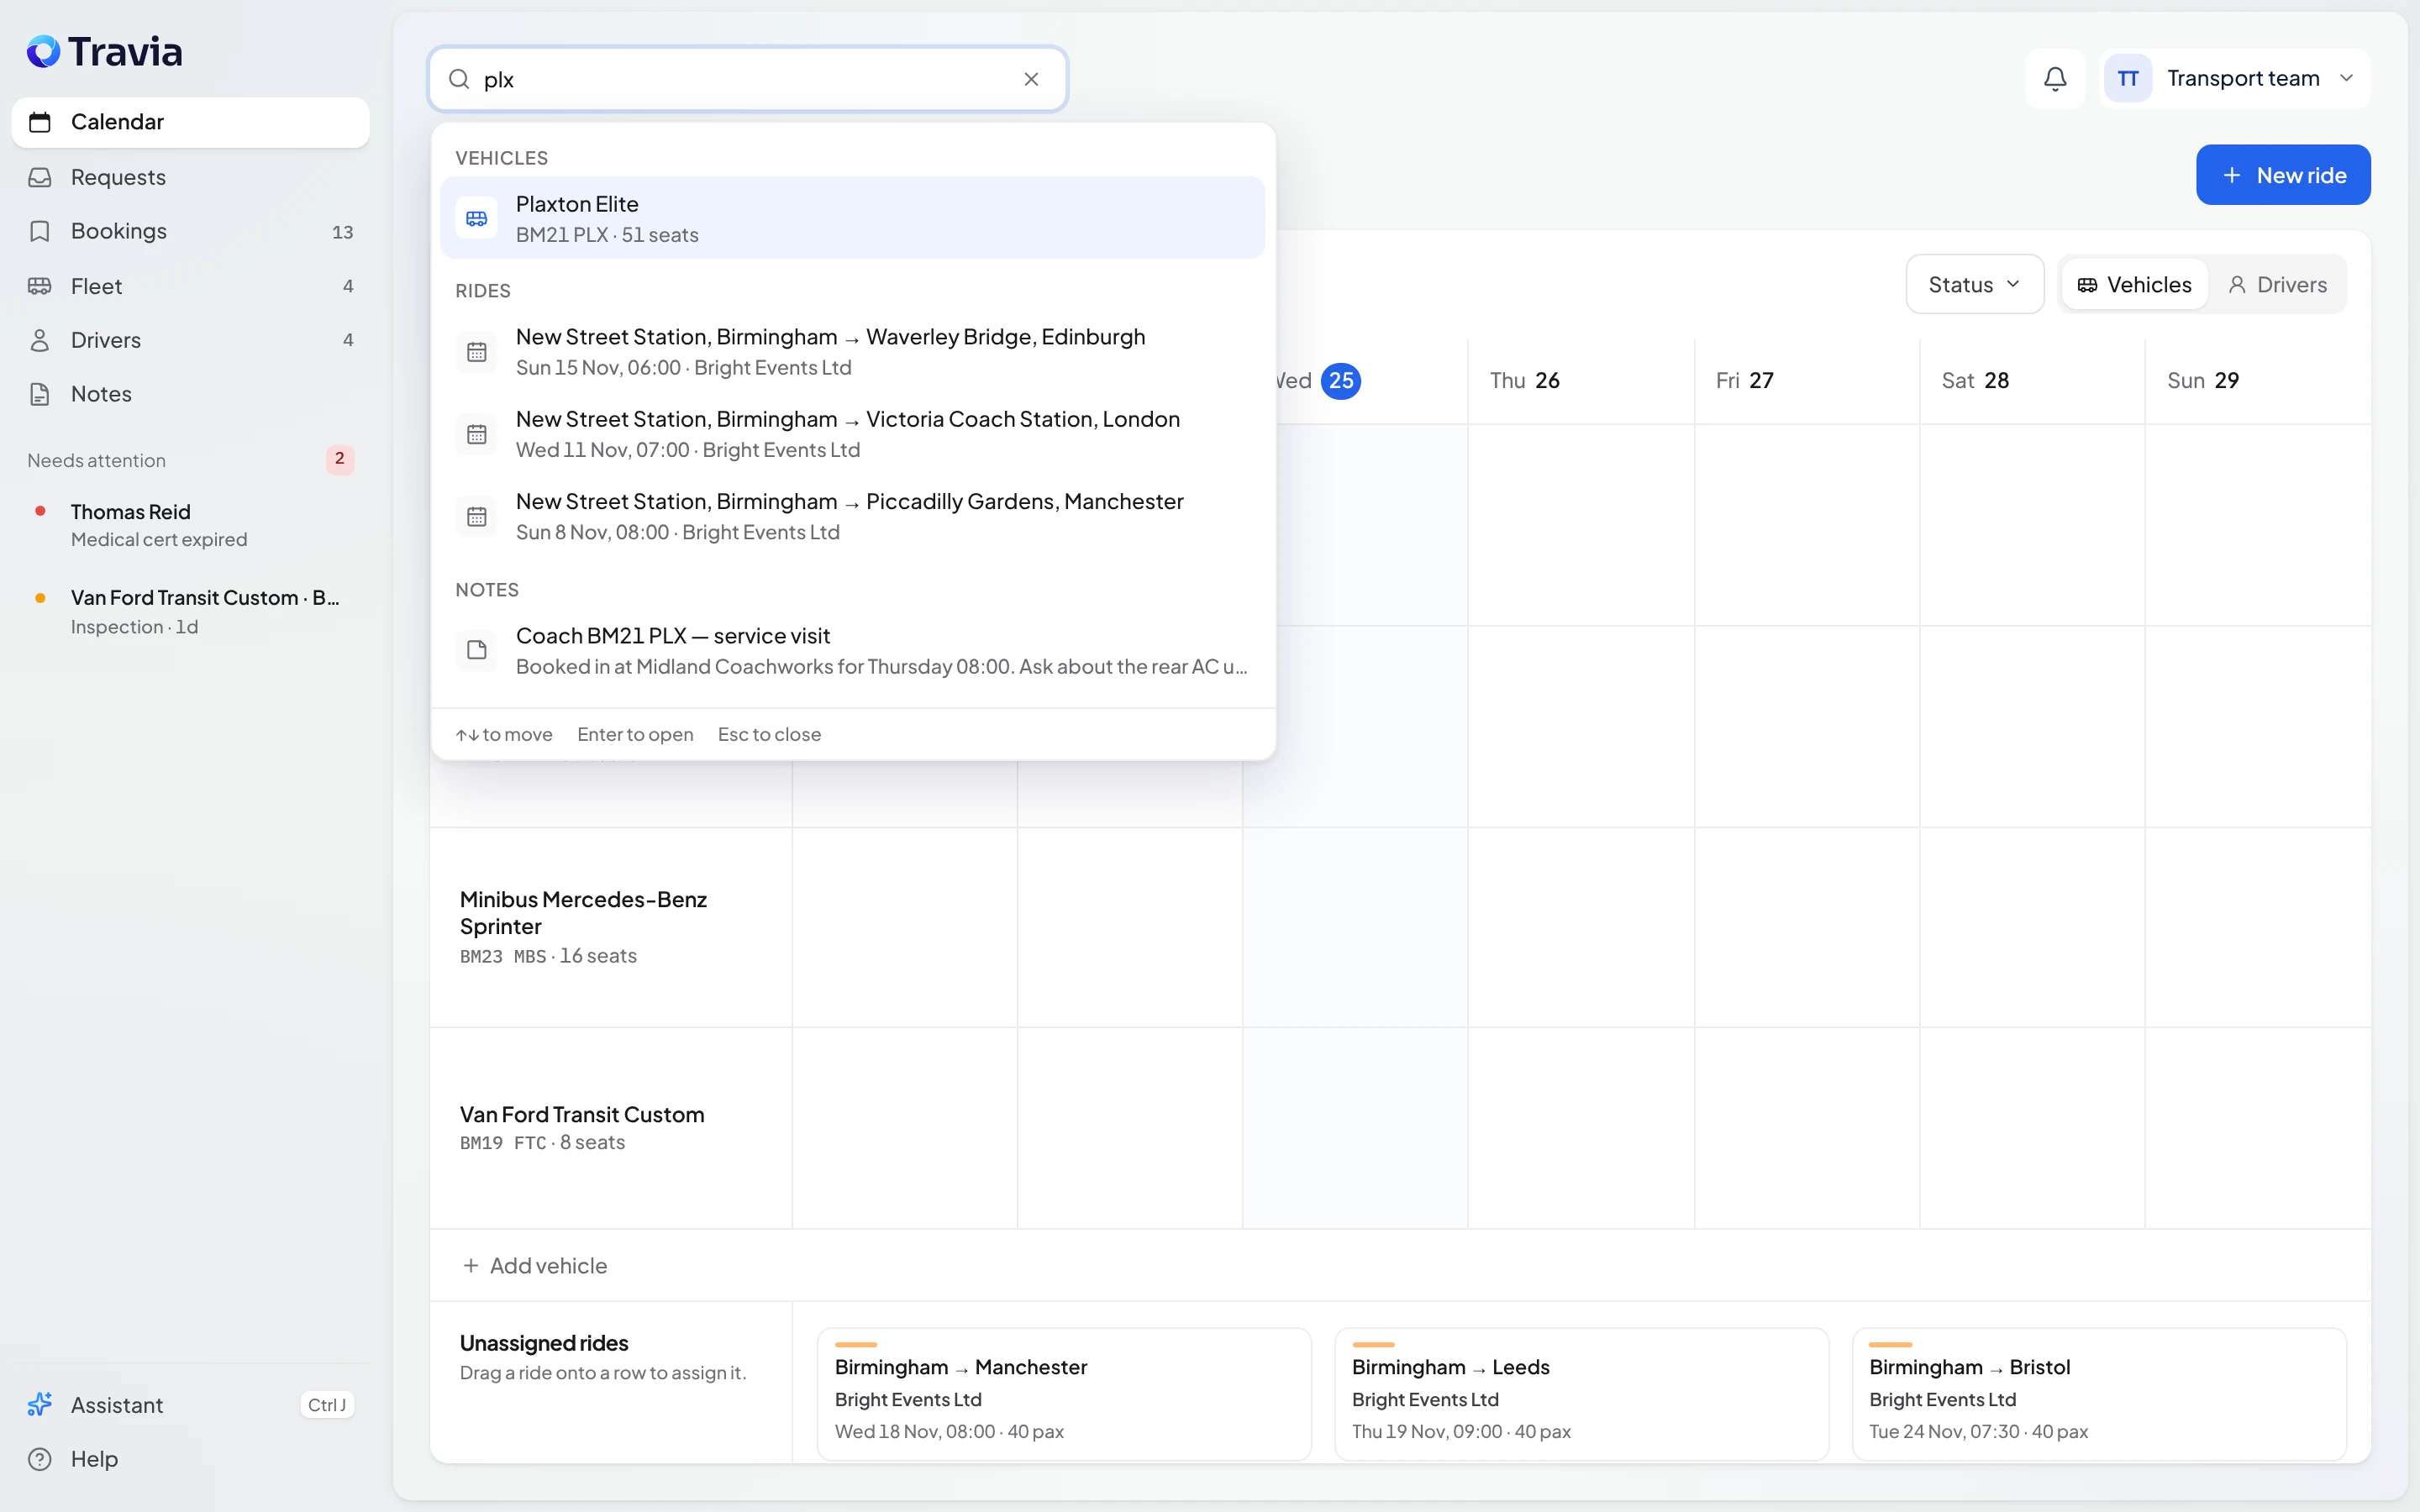 Travia
Calendar
Requests
Bookings 13
Fleet 4
Drivers 4
Notes
Needs attention 2
Thomas Reid
Medical cert expired
Van Ford Transit Custom · B…
Inspection · 1d
Assistant Ctrl J
Help
plx
TT Transport team
New ride
VEHICLES
Plaxton Elite
BM21 PLX · 51 seats
RIDES
New Street Station, Birmingham → Waverley Bridge, Edinburgh
Sun 15 Nov, 06:00 · Bright Events Ltd
New Street Station, Birmingham → Victoria Coach Station, London
Wed 11 Nov, 07:00 · Bright Events Ltd
New Street Station, Birmingham → Piccadilly Gardens, Manchester
Sun 8 Nov, 08:00 · Bright Events Ltd
NOTES
Coach BM21 PLX — service visit
Booked in at Midland Coachworks for Thursday 08:00. Ask about the rear AC u…
↑↓ to move Enter to open Esc to close
Status Vehicles Drivers
Wed 25 Thu 26 Fri 27 Sat 28 Sun 29
Minibus Mercedes-Benz
Sprinter
BM23 MBS · 16 seats
Van Ford Transit Custom
BM19 FTC · 8 seats
+ Add vehicle
Unassigned rides
Drag a ride onto a row to assign it.
Birmingham → Manchester
Bright Events Ltd
Wed 18 Nov, 08:00 · 40 pax
Birmingham → Leeds
Bright Events Ltd
Thu 19 Nov, 09:00 · 40 pax
Birmingham → Bristol
Bright Events Ltd
Tue 24 Nov, 07:30 · 40 pax